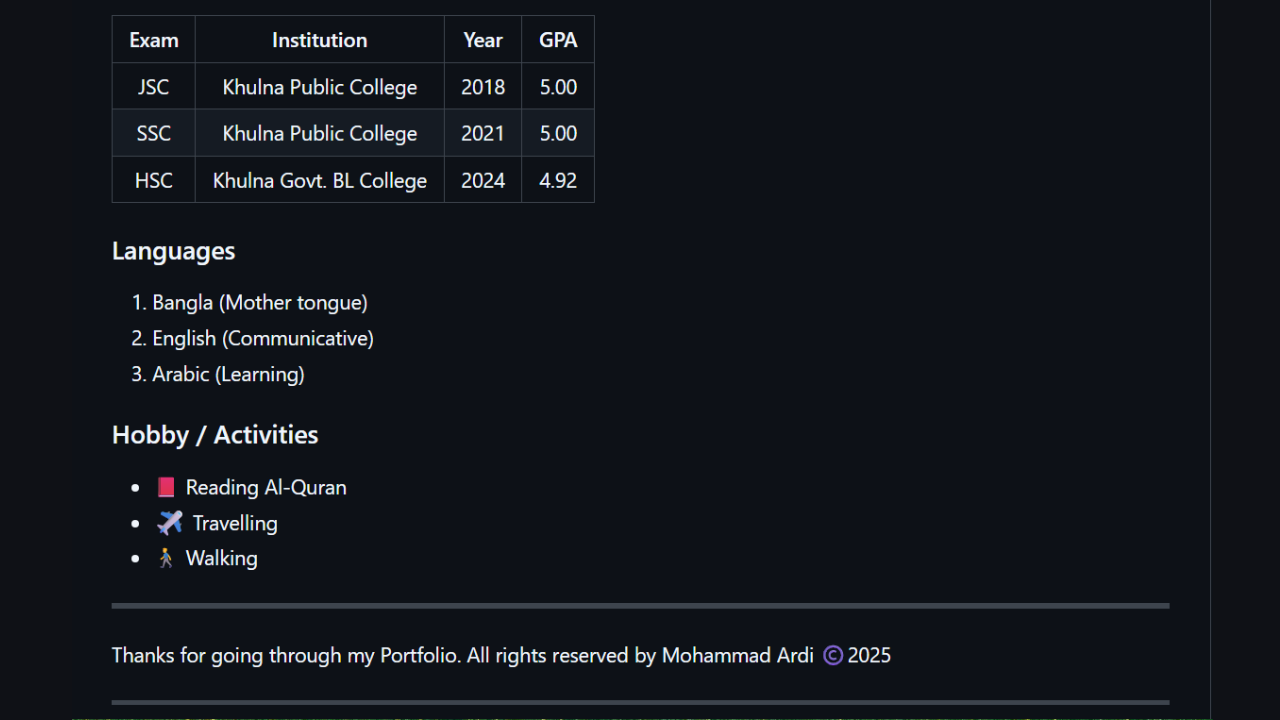 Exam Institution Year GPA
JSC Khulna Public College 2018 5.00
SSC Khulna Public College 2021 5.00
HSC Khulna Govt. BL College 2024 4.92
Languages
1. Bangla (Mother tongue)
2. English (Communicative)
3. Arabic (Learning)
Hobby / Activities
• 📕 Reading Al-Quran
• ✈️ Travelling
• 🚶 Walking
Thanks for going through my Portfolio. All rights reserved by Mohammad Ardi © 2025